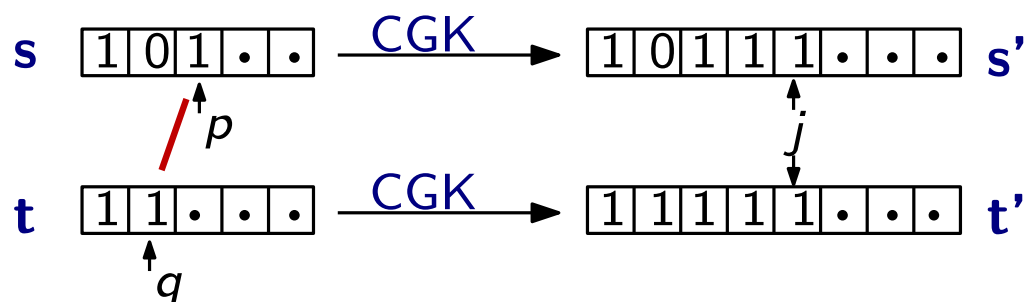 s 1 0 1 . . CGK 1 0 1 1 1 . . . s'
p j
t 1 1 . . . CGK 1 1 1 1 1 . . . t'
q